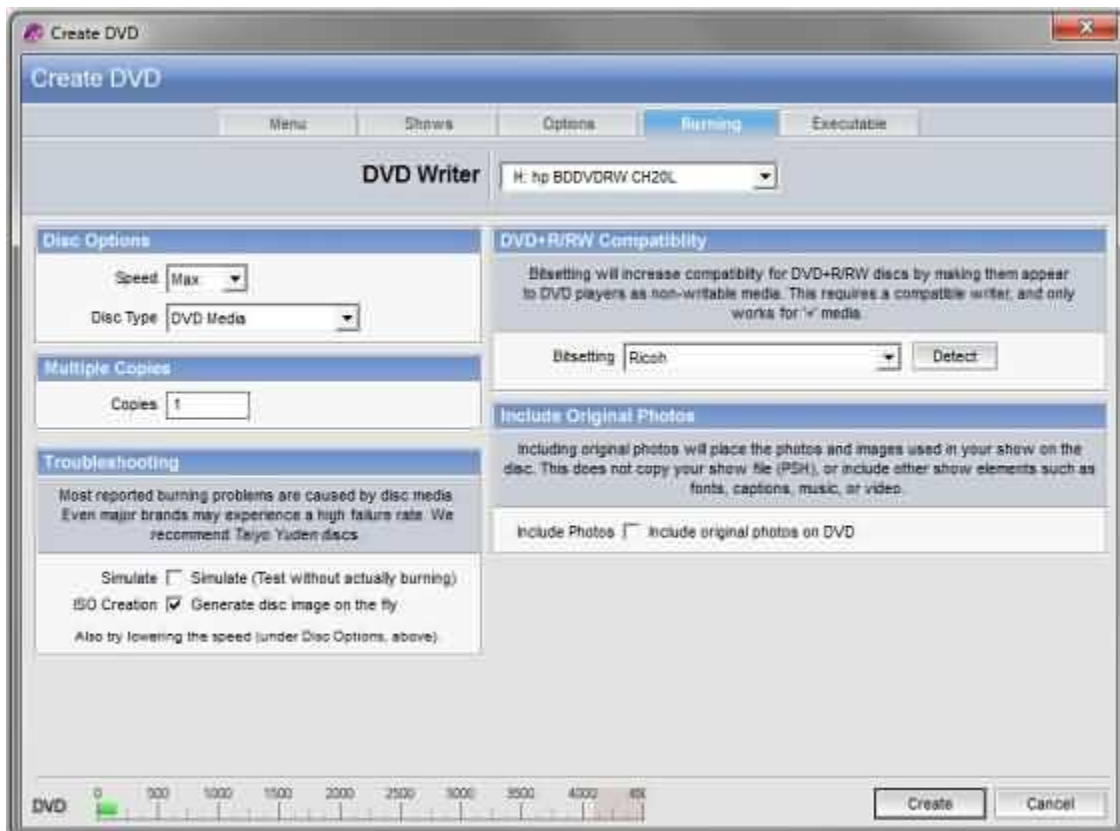 Create DVD
Create DVD
Menu Shows Options Burning Executable
DVD Writer H: hp BDDVDRW CH20L
Disc Options
Speed Max
Disc Type DVD Media
Multiple Copies
Copies 1
Troubleshooting
Most reported burning problems are caused by disc media
Even major brands may experience a high failure rate. We
recommend Taiyo Yuden discs
Simulate Simulate (Test without actually burning)
ISO Creation Generate disc image on the fly
Also try lowering the speed (under Disc Options, above)
DVD+R/RW Compatiblity
Bitsetting will increase compatiblity for DVD+R/RW discs by making them appear
to DVD players as non-writable media. This requires a compatible writer, and only
works for '+' media
Bitsetting Ricoh Detect
Include Original Photos
Including original photos will place the photos and images used in your show on the
disc. This does not copy your show file (PSH), or include other show elements such as
fonts, captions, music, or video.
Include Photos Include original photos on DVD
DVD 0 500 1000 1500 2000 2500 3000 3500 4000
Create Cancel